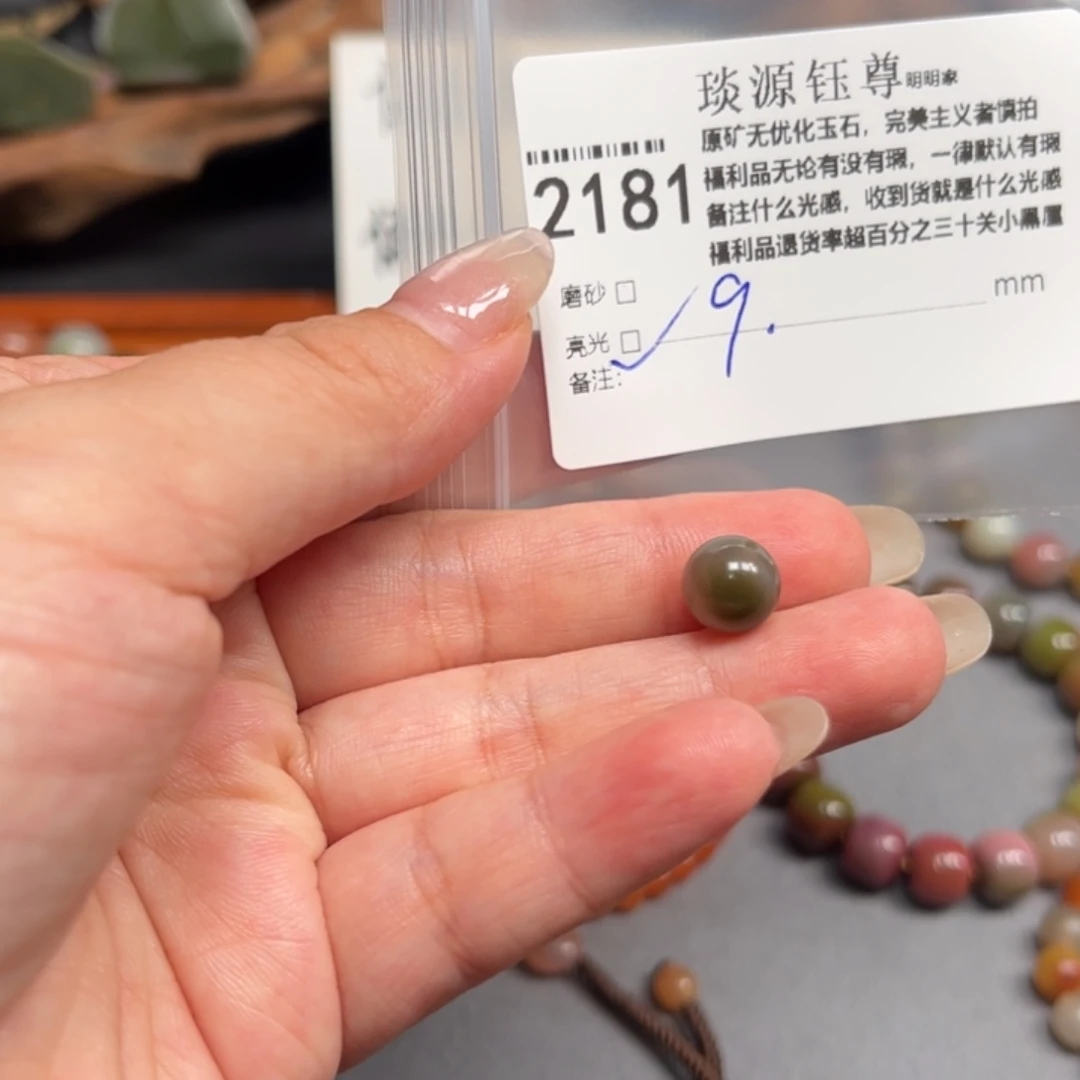 琰源钰尊明明家
原矿无优化玉石，完美主义者慎拍
福利品无论有没有瑕，一律默认有瑕
备注什么光感，收到货就是什么光感
福利品退货率超百分之三十关小黑屋
2181
磨砂 □
亮光 □ ✓ 9. mm
备注：